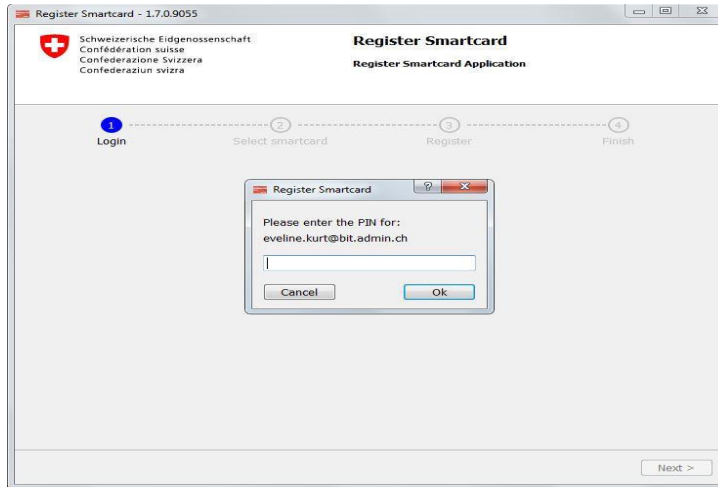 Register Smartcard - 1.7.0.9055
Schweizerische Eidgenossenschaft
Confédération suisse
Confederazione Svizzera
Confederaziun svizra
Register Smartcard
Register Smartcard Application
1
2
3
4
Login
Select smartcard
Register
Finish
Register Smartcard
Please enter the PIN for:
eveline.kurt@bit.admin.ch
Cancel
Ok
Next >